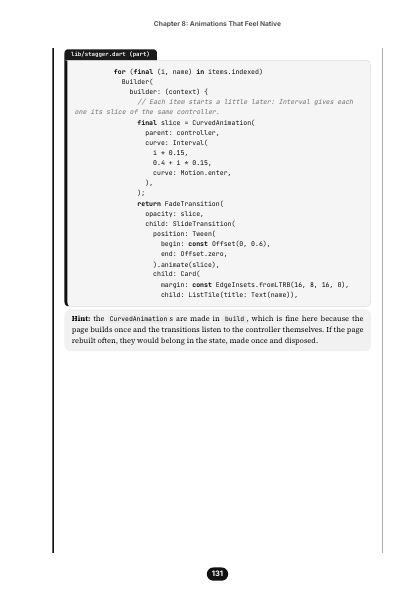 Chapter 8: Animations That Feel Native
lib/stagger.dart (part)
for (final (i, name) in items.indexed)
Builder(
builder: (context) {
// Each item starts a little later: Interval gives each
one its slice of the same controller.
final slice = CurvedAnimation(
parent: controller,
curve: Interval(
i * 0.15,
0.4 + i * 0.15,
curve: Motion.enter,
),
);
return FadeTransition(
opacity: slice,
child: SlideTransition(
position: Tween(
begin: const Offset(0, 0.6),
end: Offset.zero,
).animate(slice),
child: Card(
margin: const EdgeInsets.fromLTRB(16, 8, 16, 0),
child: ListTile(title: Text(name)),
Hint: the CurvedAnimations are made in build, which is fine here because the
page builds once and the transitions listen to the controller themselves. If the page
rebuilt often, they would belong in the state, made once and disposed.
131